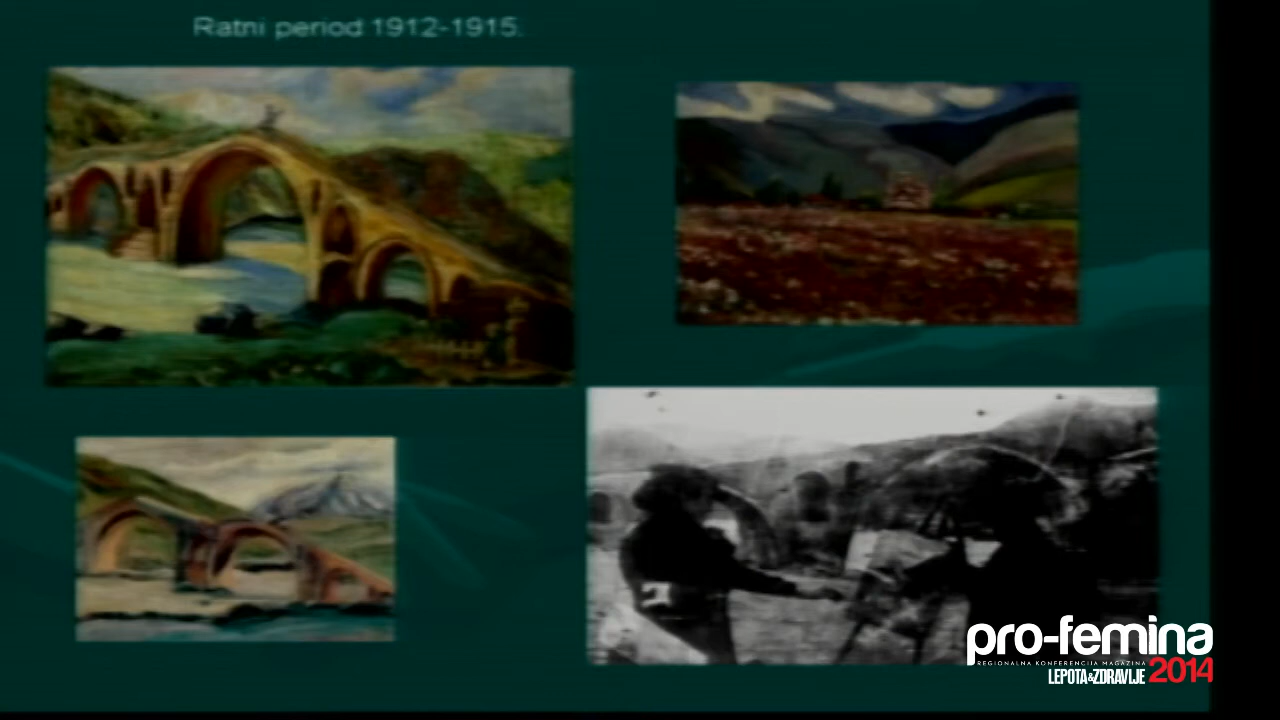 Ratni period 1912-1915.
pro-femina
REGIONALNA KONFERENCIJA MAGAZINA
LEPOTA&ZDRAVLJE 2014